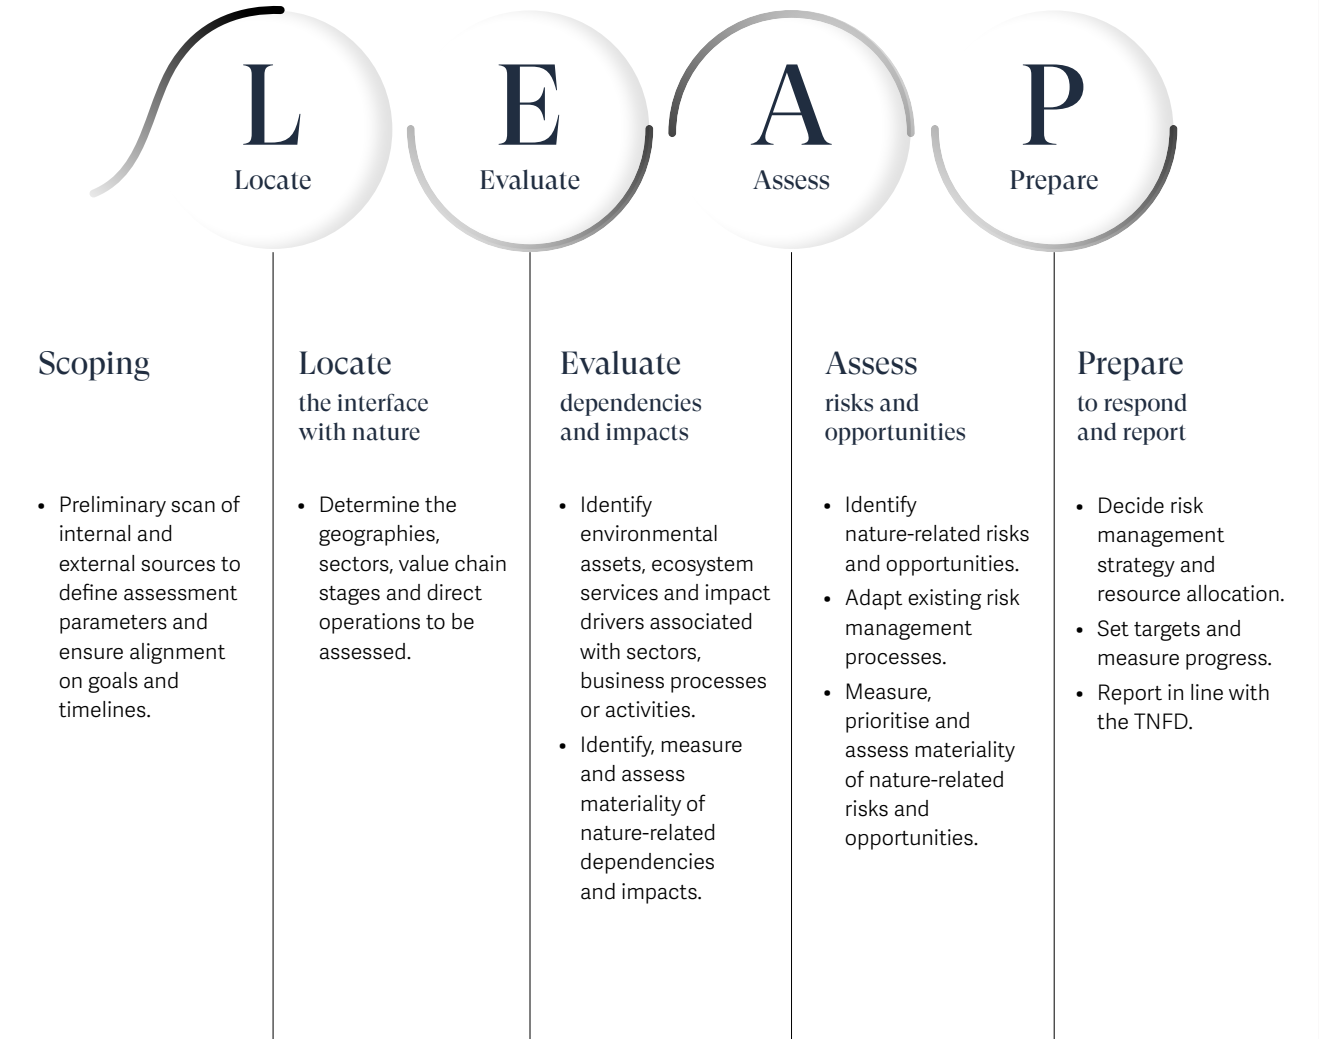 L
Locate
E
Evaluate
A
Assess
P
Prepare
Scoping
• Preliminary scan of
internal and
external sources to
define assessment
parameters and
ensure alignment
on goals and
timelines.
Locate
the interface
with nature
• Determine the
geographies,
sectors, value chain
stages and direct
operations to be
assessed.
Evaluate
dependencies
and impacts
• Identify
environmental
assets, ecosystem
services and impact
drivers associated
with sectors,
business processes
or activities.
• Identify, measure
and assess
materiality of
nature-related
dependencies
and impacts.
Assess
risks and
opportunities
• Identify
nature-related risks
and opportunities.
• Adapt existing risk
management
processes.
• Measure,
prioritise and
assess materiality
of nature-related
risks and
opportunities.
Prepare
to respond
and report
• Decide risk
management
strategy and
resource allocation.
• Set targets and
measure progress.
• Report in line with
the TNFD.